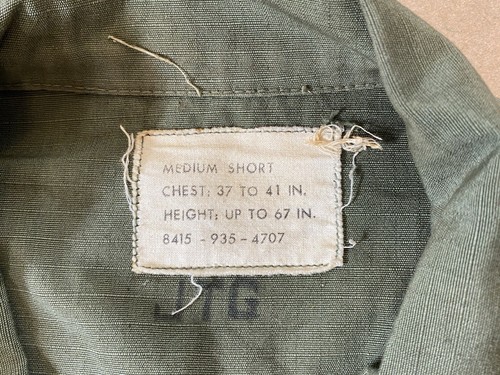 MEDIUM SHORT
CHEST: 37 TO 41 IN.
HEIGHT: UP TO 67 IN.
8415 - 935 - 4707
JTG